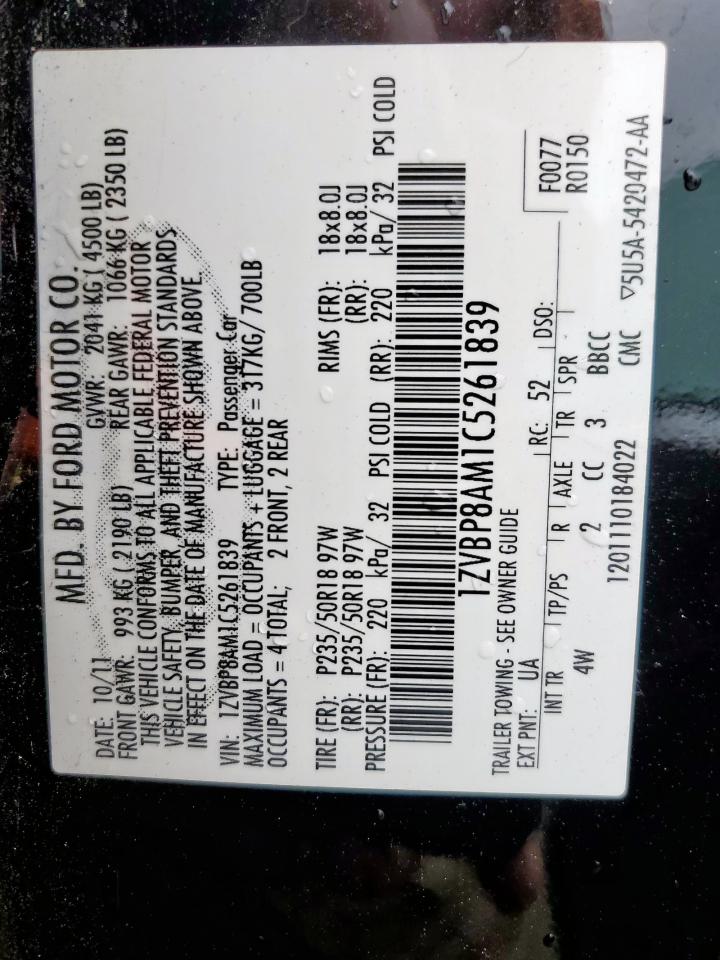 MFD. BY FORD MOTOR CO.
DATE: 10/11 GVWR: 2041 KG ( 4500 LB)
FRONT GAWR: 993 KG ( 2190 LB) REAR GAWR: 1066 KG ( 2350 LB)
THIS VEHICLE CONFORMS TO ALL APPLICABLE FEDERAL MOTOR
VEHICLE SAFETY, BUMPER, AND THEFT PREVENTION STANDARDS
IN EFFECT ON THE DATE OF MANUFACTURE SHOWN ABOVE.
VIN: 1ZVBP8AM1C5261839 TYPE: Passenger Car
MAXIMUM LOAD = OCCUPANTS + LUGGAGE = 317KG/ 700LB
OCCUPANTS = 4 TOTAL; 2 FRONT, 2 REAR
TIRE (FR): P235/50R18 97W RIMS (FR): 18x8.0J
(RR): P235/50R18 97W (RR): 18x8.0J
PRESSURE (FR): 220 kPa/ 32 PSI COLD (RR): 220 kPa/ 32 PSI COLD
1ZVBP8AM1C5261839
TRAILER TOWING - SEE OWNER GUIDE F0077
EXT PNT: UA RC: 52 DSO: R0150
INT TR TP/PS R AXLE TR SPR
4W 2 CC 3 BBCC
1201110184022 CMC ▽5U5A-5420472-AA